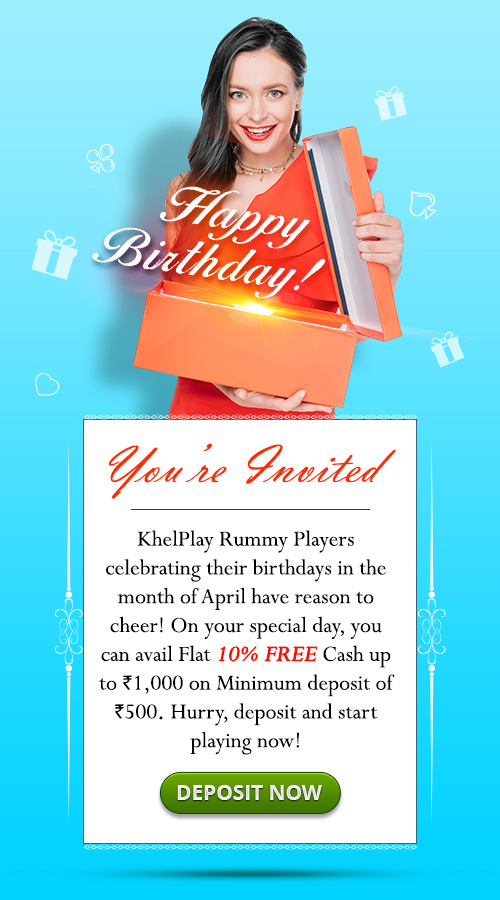 Happy
Birthday!
You're Invited
KhelPlay Rummy Players
celebrating their birthdays in the
month of April have reason to
cheer! On your special day, you
can avail Flat 10% FREE Cash up
to ₹1,000 on Minimum deposit of
₹500. Hurry, deposit and start
playing now!
DEPOSIT NOW